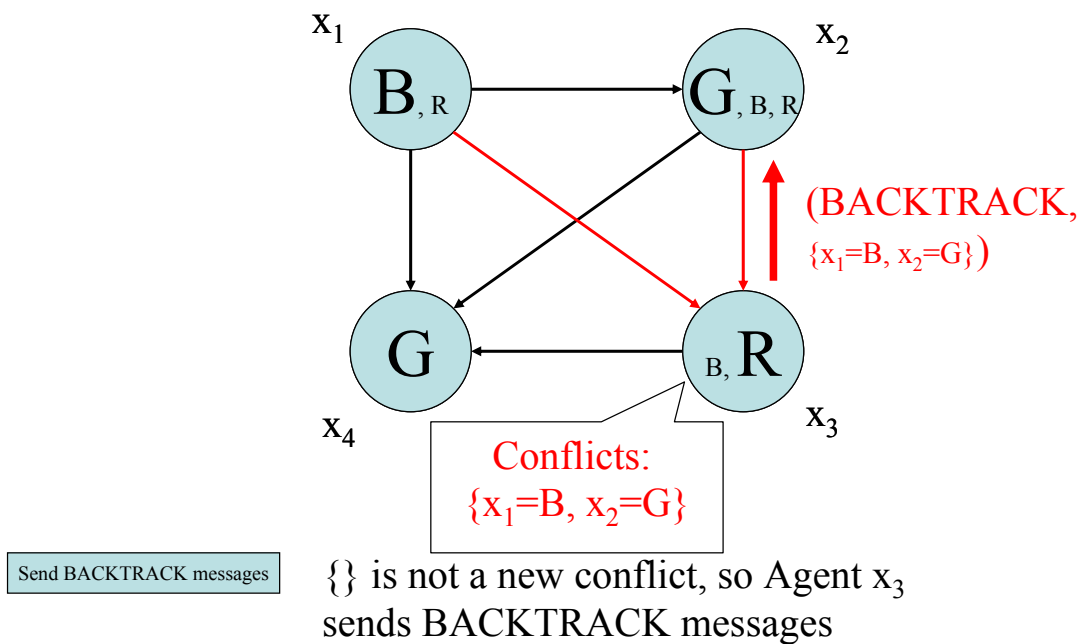 x₁
x₂
B, R
G, B, R
(BACKTRACK,
{x₁=B, x₂=G})
G
B, R
x₄
x₃
Conflicts:
{x₁=B, x₂=G}
Send BACKTRACK messages
{} is not a new conflict, so Agent x₃
sends BACKTRACK messages